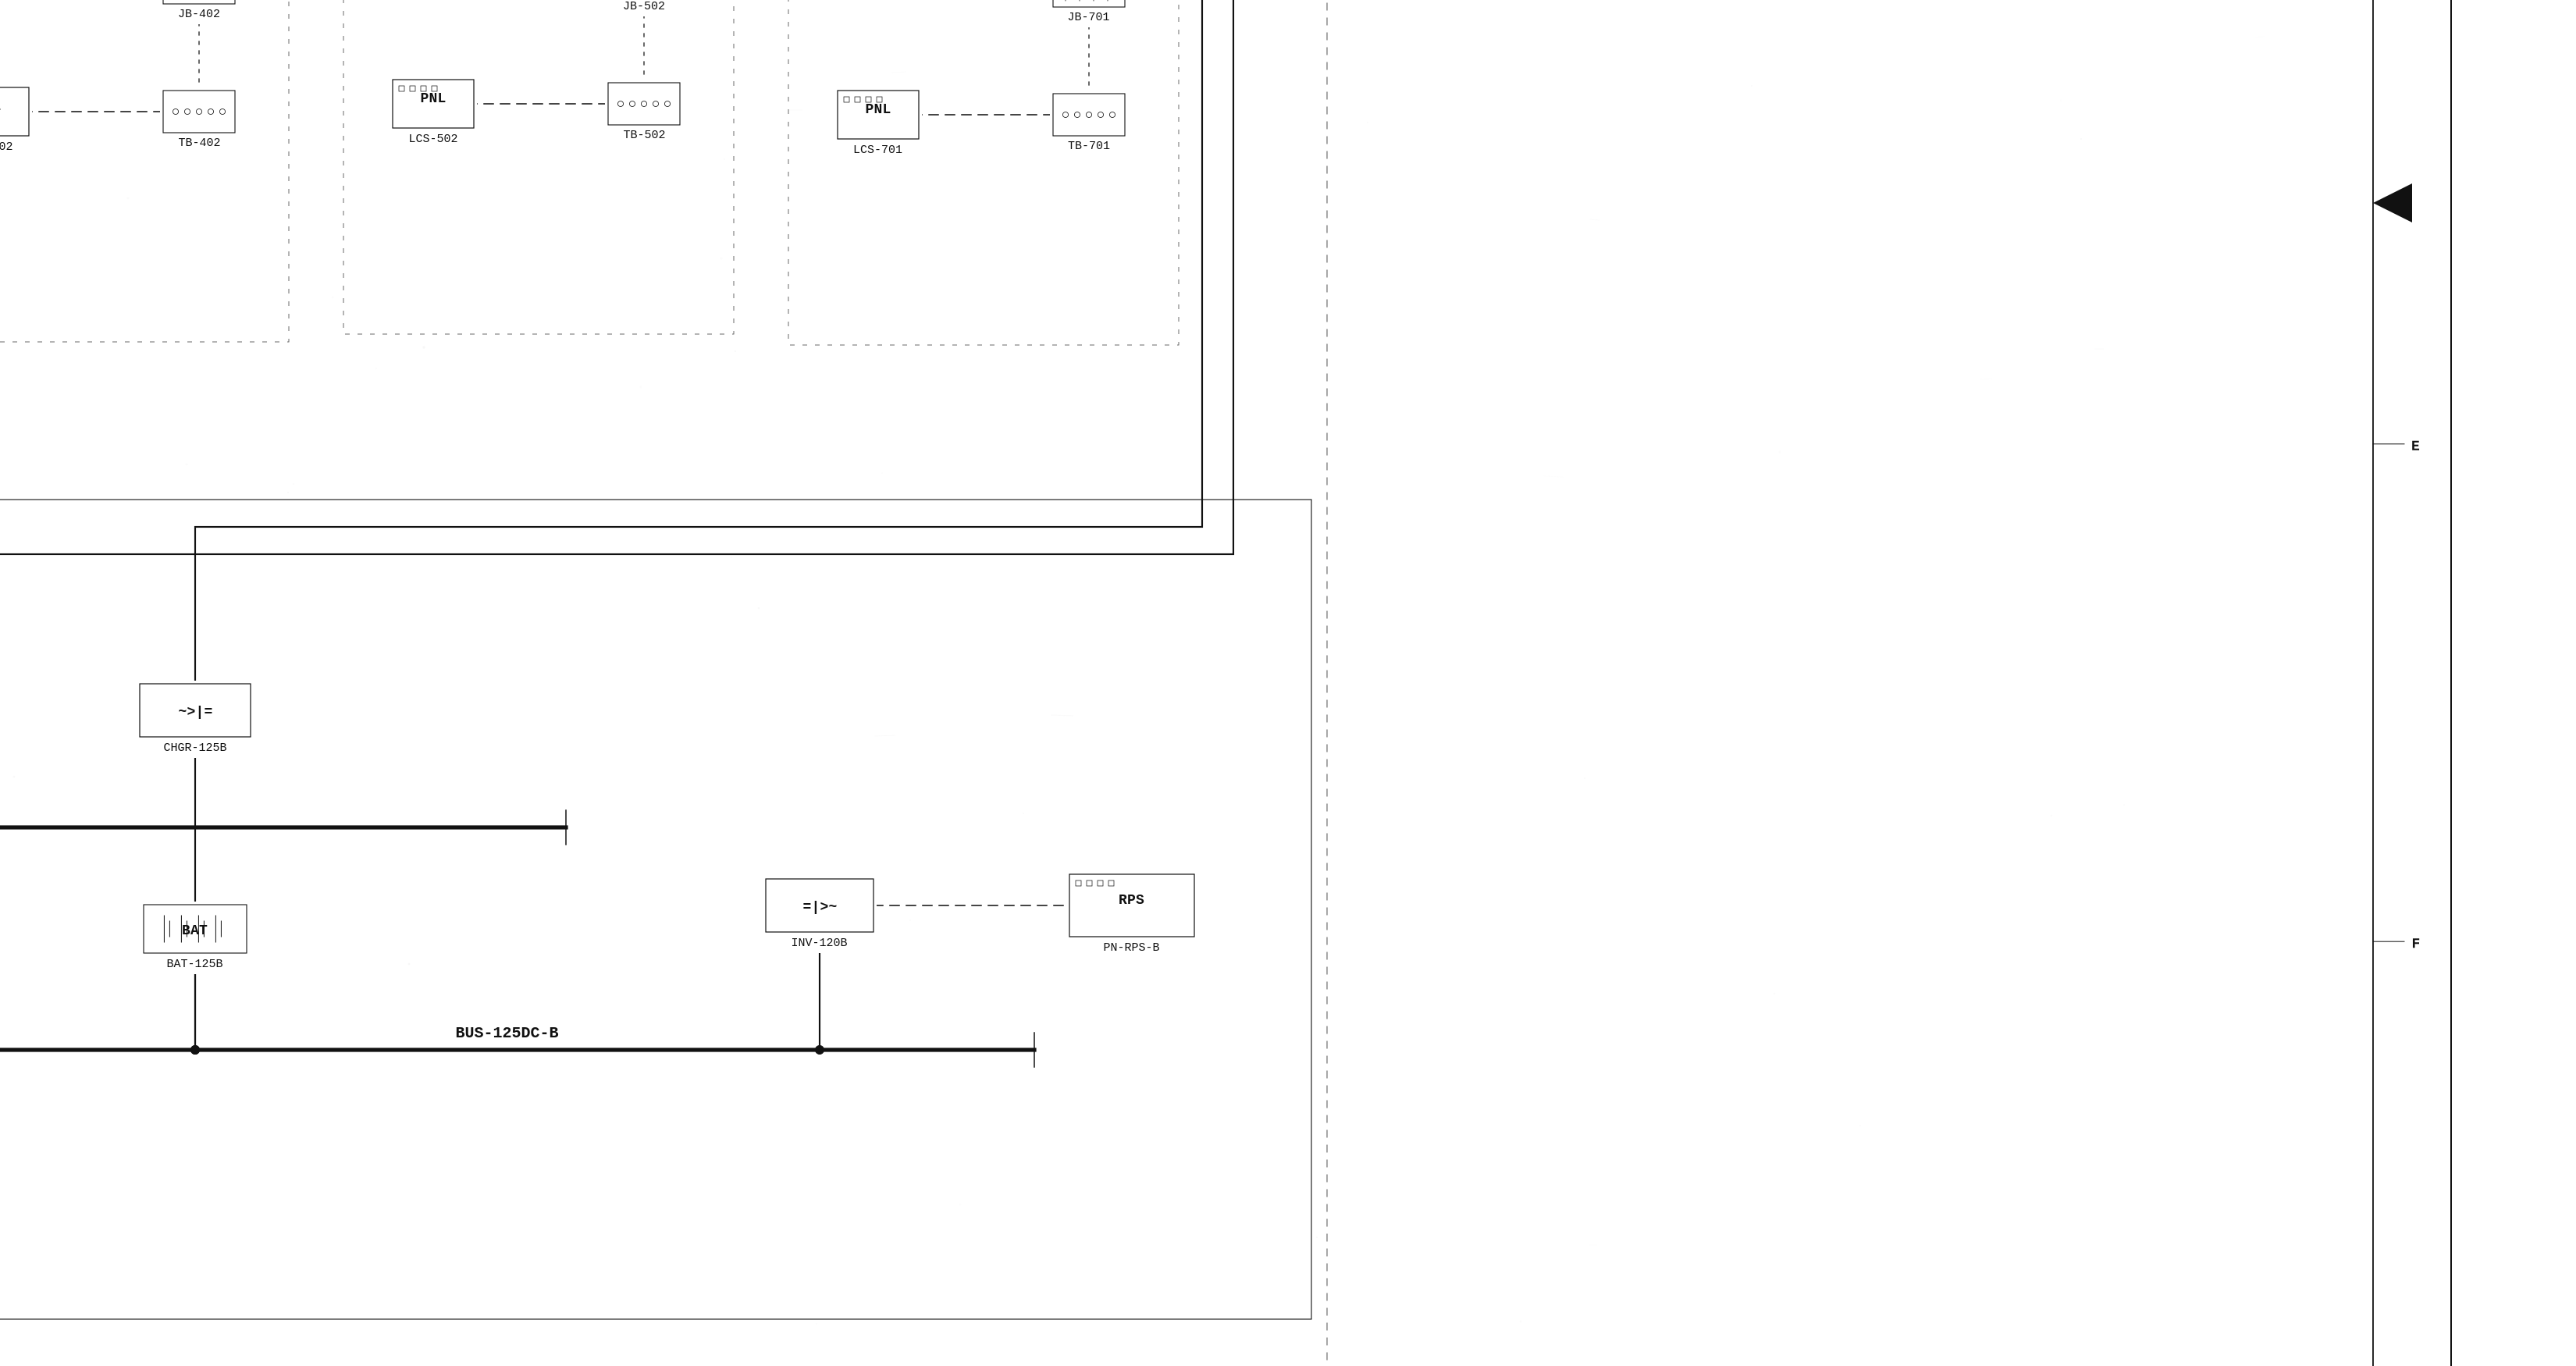 JB-402
JB-502
JB-701
PNL
PNL
LCS-502
TB-502
LCS-701
TB-701
02
TB-402
E
~>|=
CHGR-125B
=|>~
INV-120B
RPS
PN-RPS-B
BAT
BAT-125B
F
BUS-125DC-B